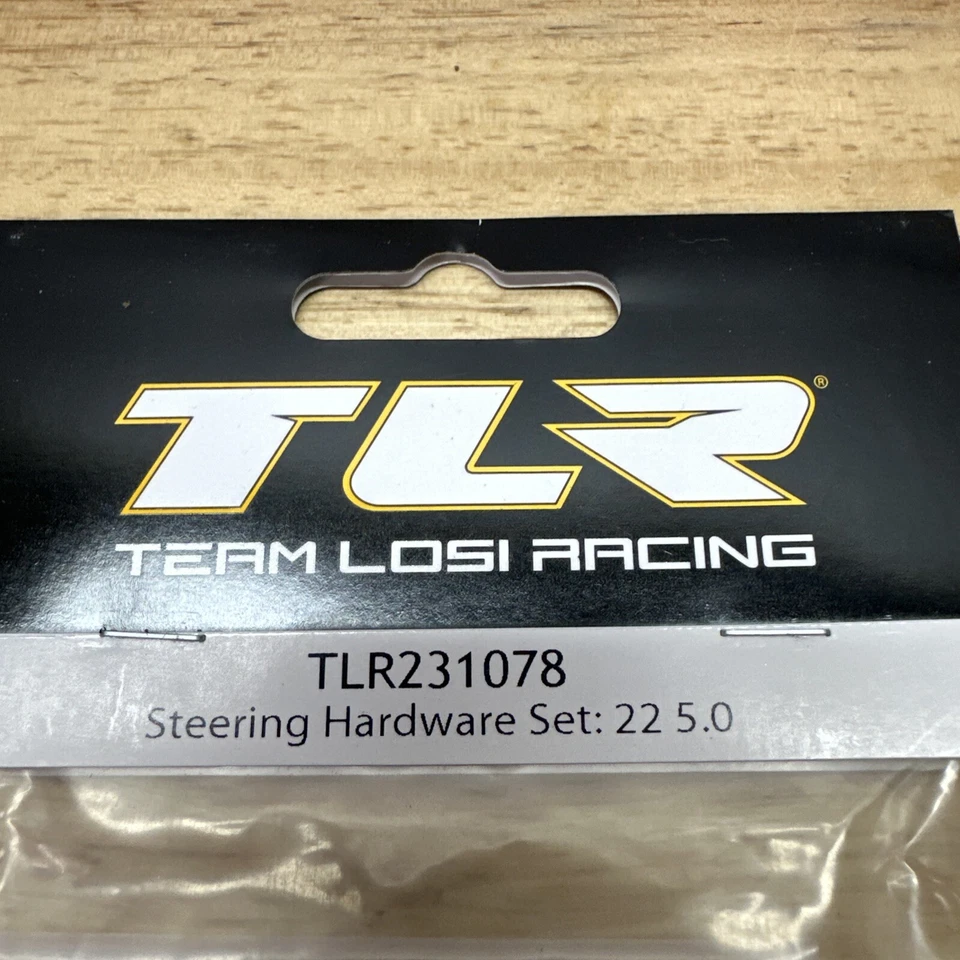 TLR®
TEAM LOSI RACING
TLR231078
Steering Hardware Set: 22 5.0